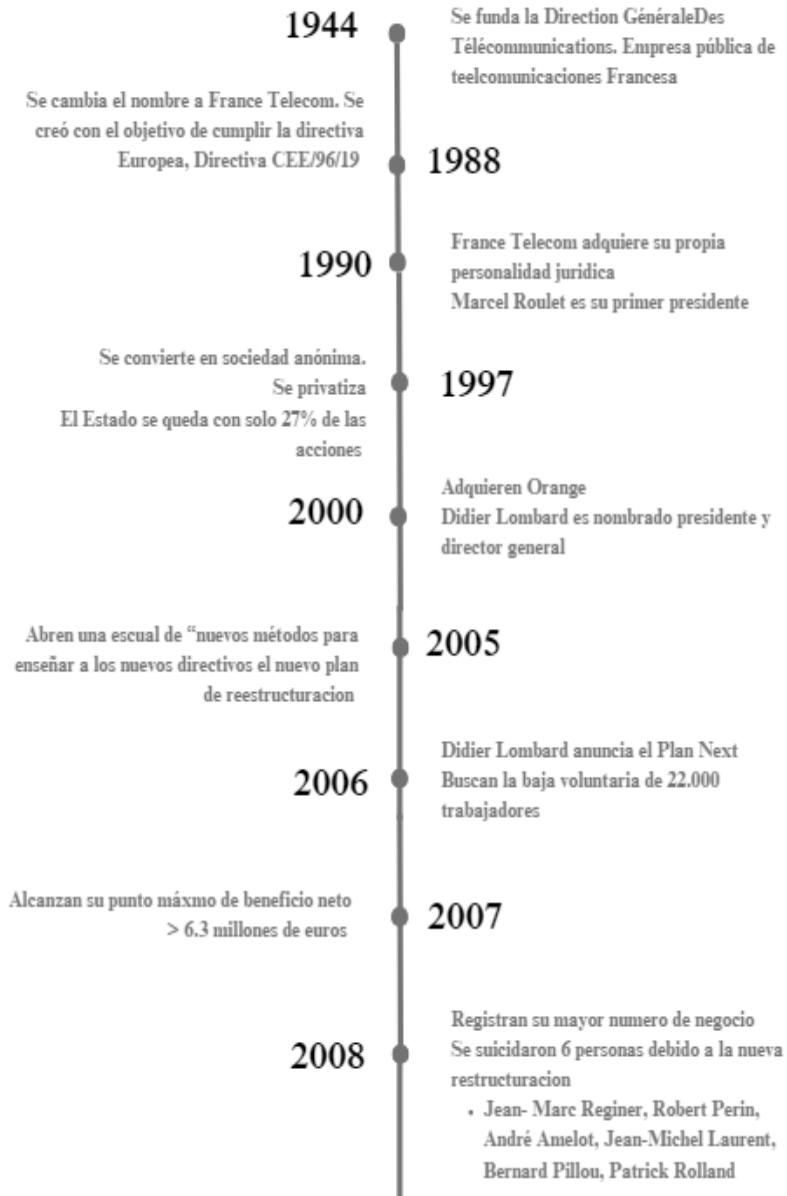 1944
Se funda la Direction GénéraleDes
Télécommunications. Empresa pública de
teelcomunicaciones Francesa
Se cambia el nombre a France Telecom. Se
creó con el objetivo de cumplir la directiva
Europea, Directiva CEE/96/19
1988
1990
France Telecom adquiere su propia
personalidad juridica
Marcel Roulet es su primer presidente
Se convierte en sociedad anónima.
Se privatiza
El Estado se queda con solo 27% de las
acciones
1997
2000
Adquieren Orange
Didier Lombard es nombrado presidente y
director general
Abren una escual de “nuevos métodos para
enseñar a los nuevos directivos el nuevo plan
de reestructuracion
2005
2006
Didier Lombard anuncia el Plan Next
Buscan la baja voluntaria de 22.000
trabajadores
Alcanzan su punto máxmo de beneficio neto
> 6.3 millones de euros
2007
2008
Registran su mayor numero de negocio
Se suicidaron 6 personas debido a la nueva
restructuracion
• Jean- Marc Reginer, Robert Perin,
André Amelot, Jean-Michel Laurent,
Bernard Pillou, Patrick Rolland